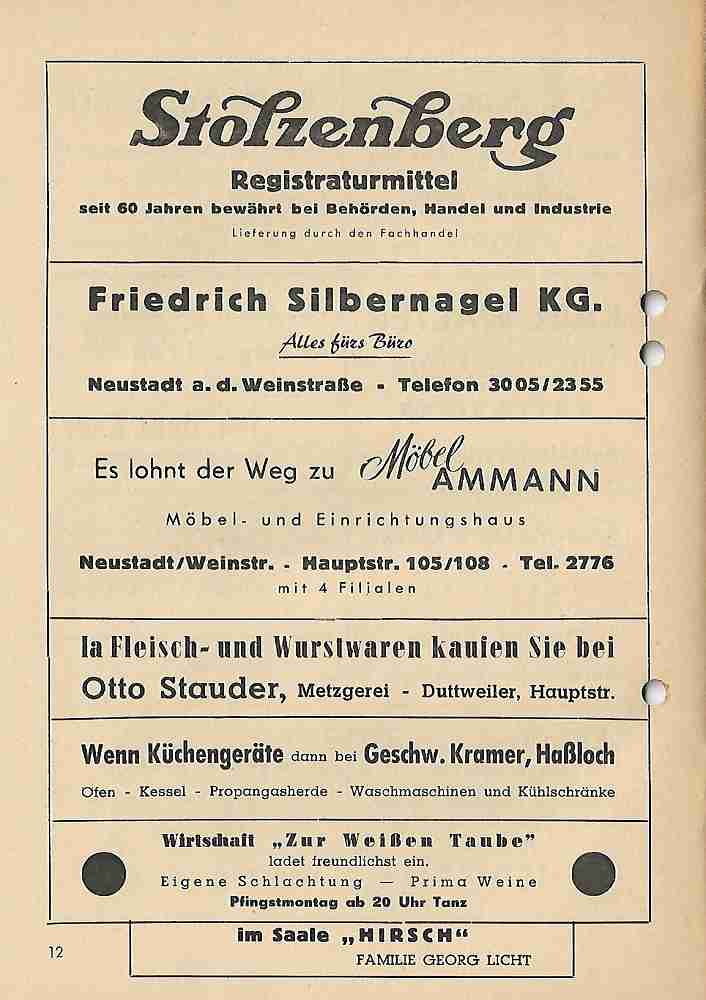 Stolzenberg
Registraturmittel
seit 60 Jahren bewährt bei Behörden, Handel und Industrie
Lieferung durch den Fachhandel
Friedrich Silbernagel KG.
Alles fürs Büro
Neustadt a. d. Weinstraße - Telefon 3005/2355
Es lohnt der Weg zu Möbel AMMANN
Möbel- und Einrichtungshaus
Neustadt/Weinstr. - Hauptstr. 105/108 - Tel. 2776
mit 4 Filialen
Ia Fleisch- und Wurstwaren kaufen Sie bei
Otto Stauder, Metzgerei - Duttweiler, Hauptstr.
Wenn Küchengeräte dann bei Geschw. Kramer, Haßloch
Öfen - Kessel - Propangasherde - Waschmaschinen und Kühlschränke
Wirtschaft „Zur Weißen Taube"
ladet freundlichst ein.
Eigene Schlachtung — Prima Weine
Pfingstmontag ab 20 Uhr Tanz
im Saale „HIRSCH"
FAMILIE GEORG LICHT
12